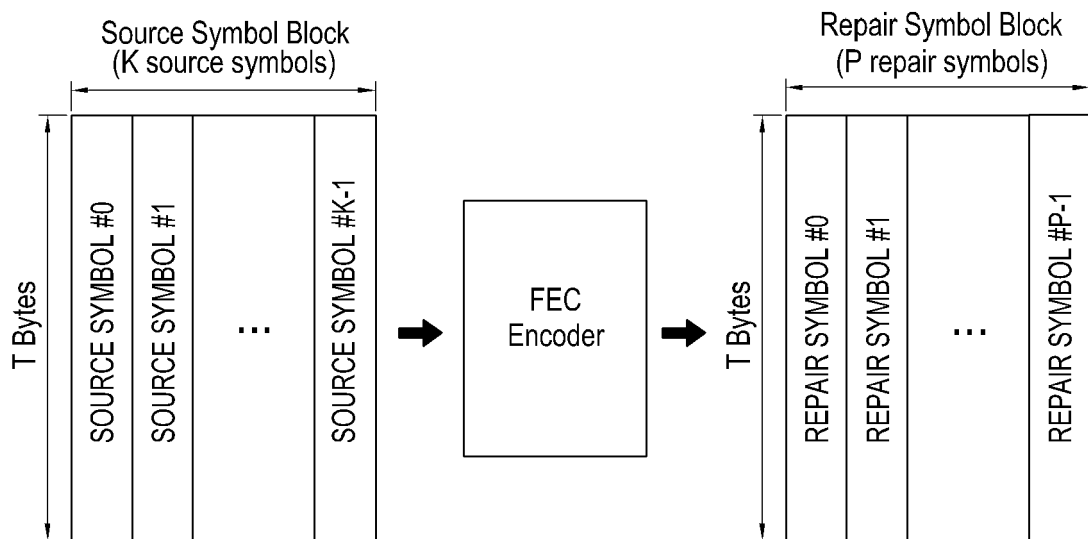 Source Symbol Block
(K source symbols)
T Bytes
SOURCE SYMBOL #0
SOURCE SYMBOL #1
...
SOURCE SYMBOL #K-1
FEC
Encoder
Repair Symbol Block
(P repair symbols)
T Bytes
REPAIR SYMBOL #0
REPAIR SYMBOL #1
...
REPAIR SYMBOL #P-1